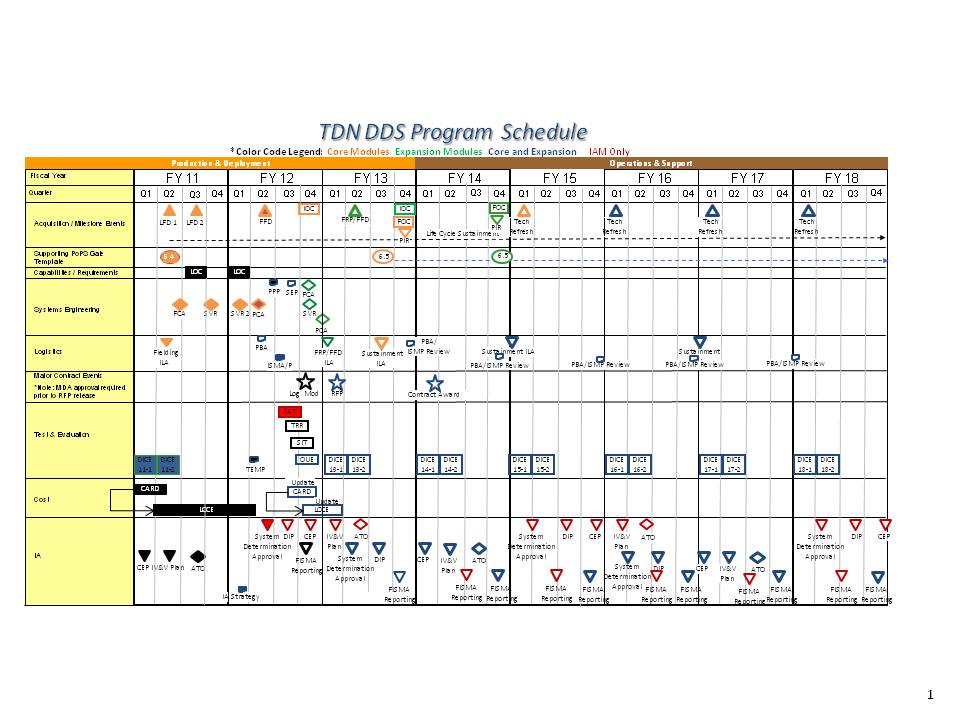 TDN DDS Program Schedule
*Color Code Legend: Core Modules Expansion Modules Core and Expansion IAM Only
Production & Deployment Operations & Support
Fiscal Year FY 11 FY 12 FY 13 FY 14 FY 15 FY 16 FY 17 FY 18
Quarter Q1 Q2 Q3 Q4 Q1 Q2 Q3 Q4 Q1 Q2 Q3 Q4 Q1 Q2 Q3 Q4 Q1 Q2 Q3 Q4 Q1 Q2 Q3 Q4 Q1 Q2 Q3 Q4 Q1 Q2 Q3 Q4
IOC IOC FOC
Acquisition / Milestone Events LFD 1 LFD 2 FFD FRP/FFD FOC PIR Tech Tech Tech Tech
Life Cycle Sustainment Refresh Refresh Refresh Refresh
PIR
Supporting PoPS Gate
Template 6.4 6.5 6.5
Capabilities / Requirements LOC LOC
PPP SEP FCA
Systems Engineering PCA SVR SVR 2 PCA SVR
PCA
Logistics Fielding PBA FRP/FFD Sustainment PBA/ Sustainment ILA Sustainment
ILA ISMA/P ILA ILA ISMP Review PBA/ISMP Review PBA/ISMP Review PBA/ISMP Review PBA/ISMP Review
Major Contract Events
*Note: MDA approval required
prior to RFP release
Log Mod RFP Contract Award
FAT
TRR
Test & Evaluation SIT
DICE DICE IOUE DICE DICE DICE DICE DICE DICE DICE DICE DICE DICE DICE DICE
11-1 11-2 TEMP 13-1 13-2 14-1 14-2 15-1 15-2 16-1 16-2 17-1 17-2 18-1 18-2
Update
CARD CARD
Cost Update
LCCE LCCE
System DIP CEP IV&V ATO System DIP CEP IV&V ATO System DIP CEP
Determination Plan Determination Plan Determination
Approval Approval Approval
IA
CEP IV&V Plan ATO FISMA System DIP CEP IV&V ATO System DIP CEP IV&V ATO
Reporting Determination Plan Determination Plan
Approval Approval
IA Strategy FISMA FISMA FISMA FISMA FISMA FISMA FISMA FISMA FISMA FISMA FISMA
Reporting Reporting Reporting Reporting Reporting Reporting Reporting Reporting Reporting Reporting Reporting
1